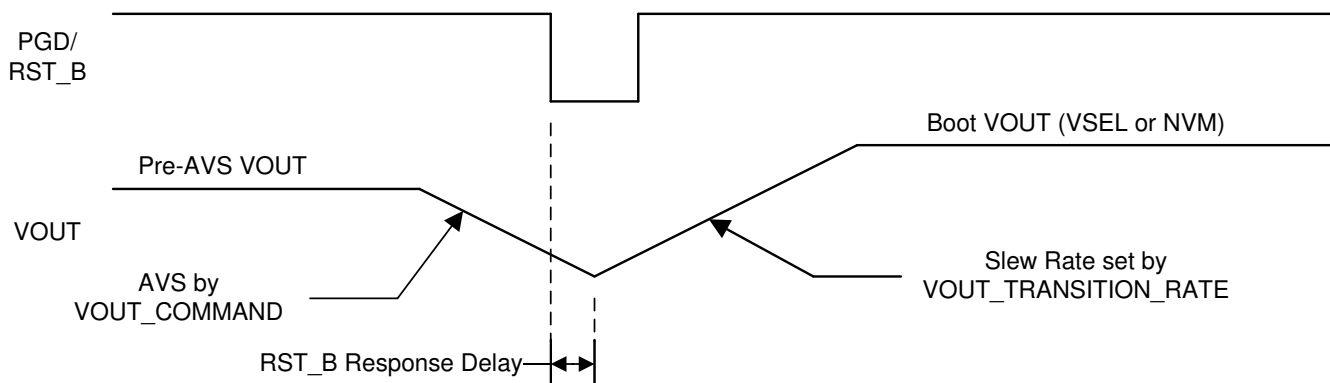 PGD/
RST_B
Boot VOUT (VSEL or NVM)
Pre-AVS VOUT
VOUT
AVS by
VOUT_COMMAND
Slew Rate set by
VOUT_TRANSITION_RATE
RST_B Response Delay